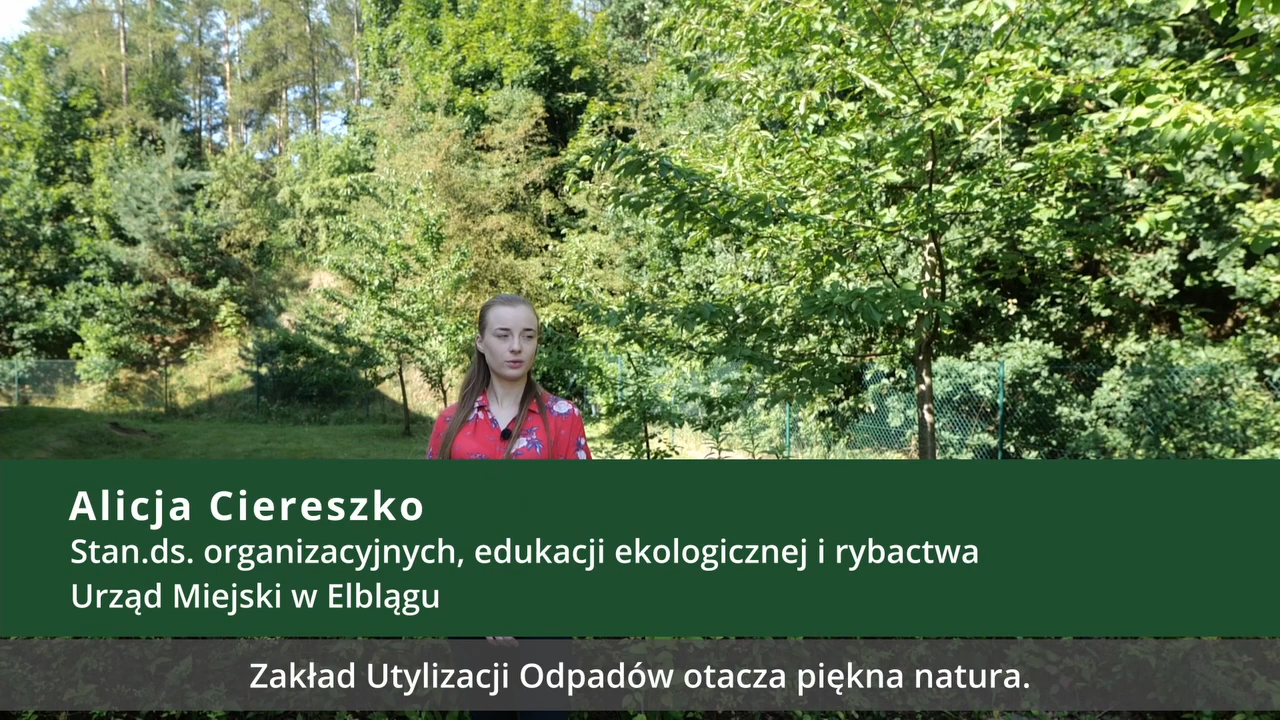 Alicja Ciereszko
Stan.ds. organizacyjnych, edukacji ekologicznej i rybactwa
Urząd Miejski w Elblągu
Zakład Utylizacji Odpadów otacza piękna natura.